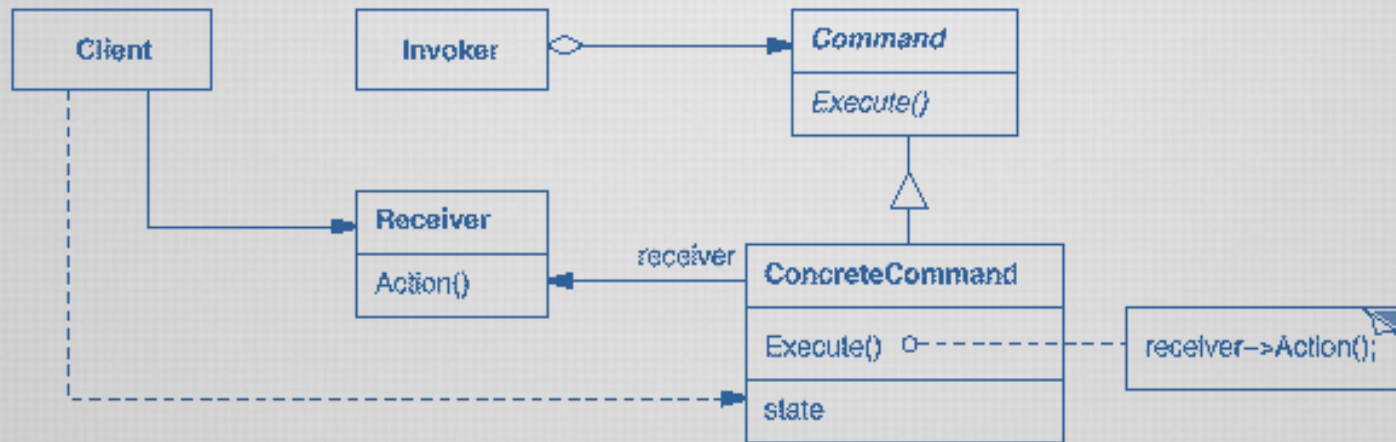 Client
Invoker
Command
Execute()
Receiver
Action()
receiver
ConcreteCommand
Execute()
receiver->Action();
state